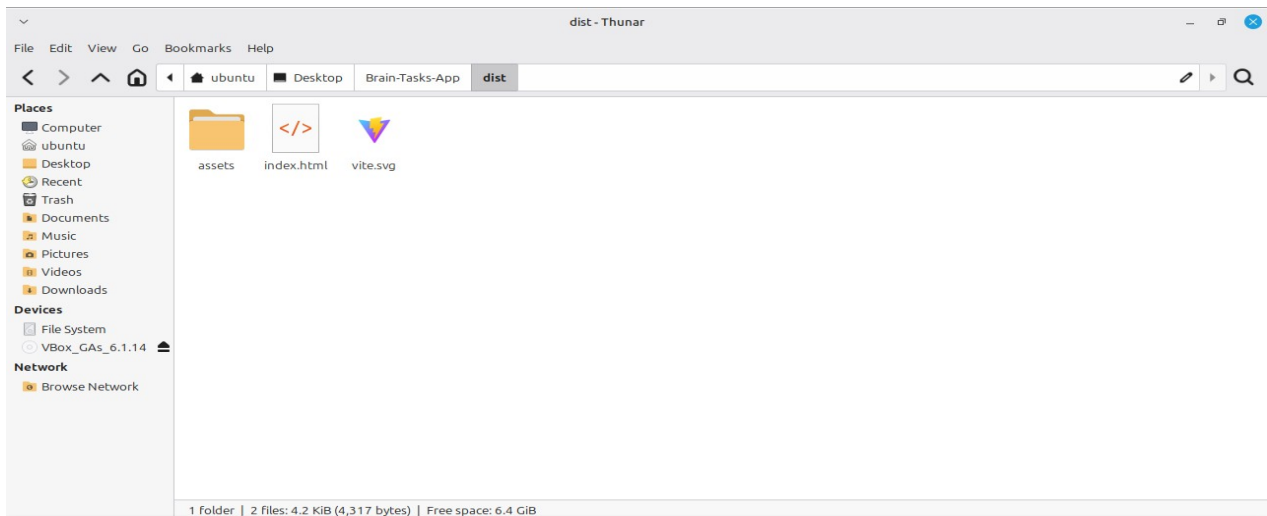 dist - Thunar
File Edit View Go Bookmarks Help
ubuntu Desktop Brain-Tasks-App dist
Places
Computer
ubuntu
Desktop
Recent
Trash
Documents
Music
Pictures
Videos
Downloads
Devices
File System
VBox_GAs_6.1.14
Network
Browse Network
</>
assets index.html vite.svg
1 folder | 2 files: 4.2 KiB (4,317 bytes) | Free space: 6.4 GiB